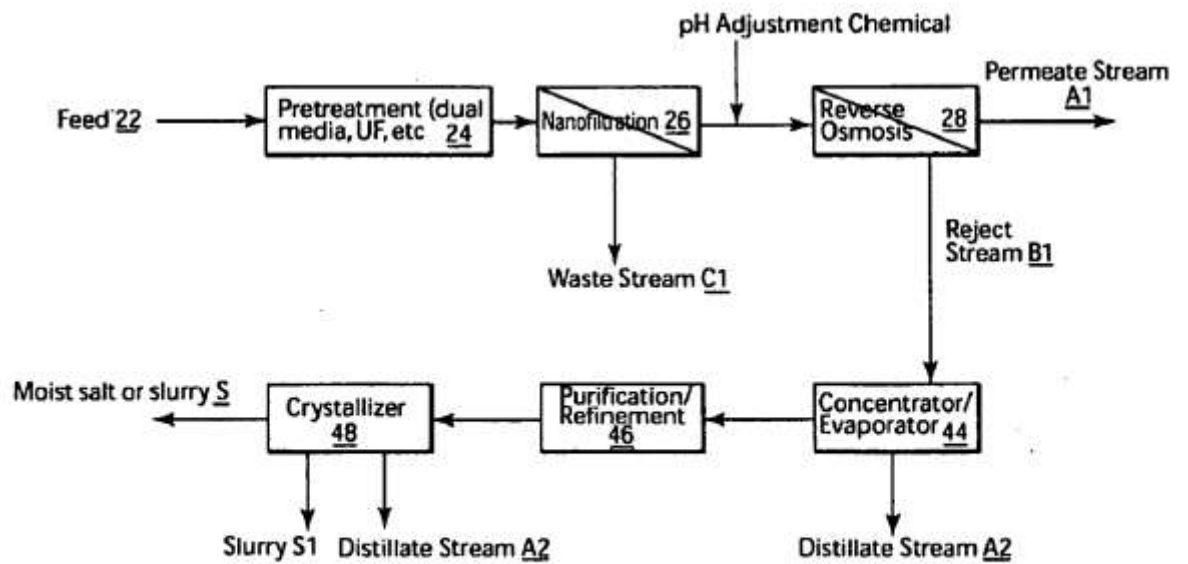 pH Adjustment Chemical
Permeate Stream
A1
Feed 22
Pretreatment (dual
media, UF, etc
24
Nanofiltration 26
Reverse
Osmosis 28
Reject
Stream B1
Waste Stream C1
Moist salt or slurry S
Crystallizer
48
Purification/
Refinement
46
Concentrator/
Evaporator 44
Slurry S1
Distillate Stream A2
Distillate Stream A2